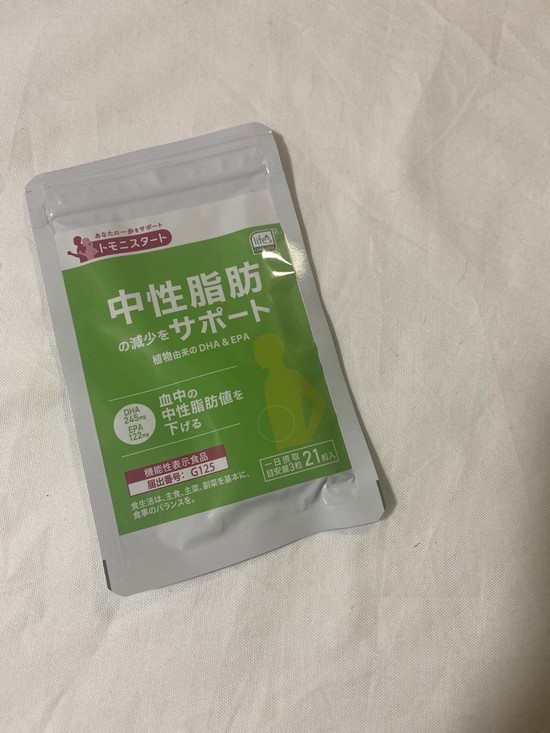 あなたの一歩をサポート
トモニスタート
life's
中性脂肪
の減少をサポート
植物由来のDHA & EPA
DHA
245mg
EPA
122mg
血中の
中性脂肪値を
下げる
機能性表示食品
届出番号：G125
一日摂取
目安量3粒
21粒入
食生活は、主食、主菜、副菜を基本に、
食事のバランスを。